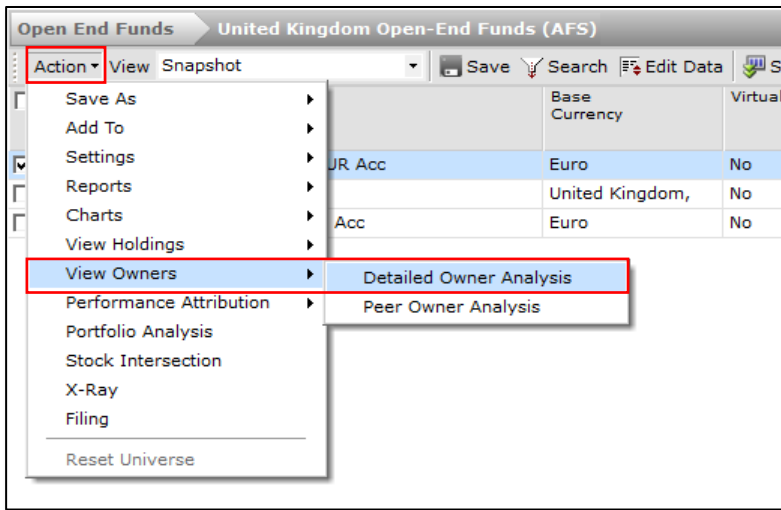 Open End Funds United Kingdom Open-End Funds (AFS)
Action View Snapshot Save Search Edit Data S
Save As Base Currency Virtual
Add To
Settings UR Acc Euro No
Reports United Kingdom, No
Charts Acc Euro No
View Holdings
View Owners Detailed Owner Analysis
Performance Attribution Peer Owner Analysis
Portfolio Analysis
Stock Intersection
X-Ray
Filing
Reset Universe